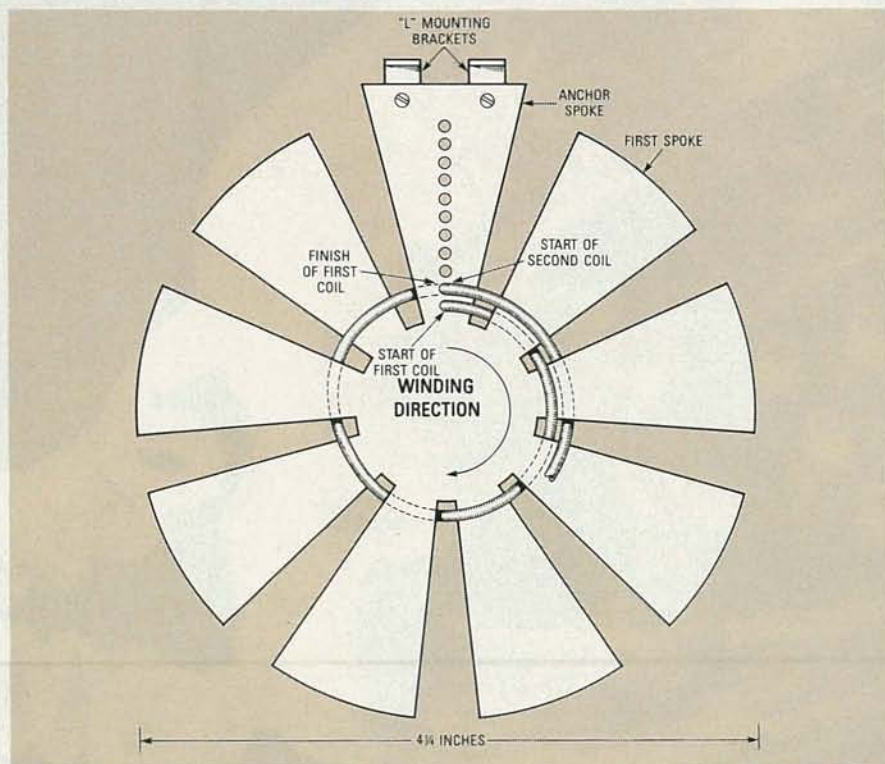 "L" MOUNTING
BRACKETS
ANCHOR
SPOKE
FIRST SPOKE
FINISH
OF FIRST
COIL
START OF
SECOND COIL
START OF
FIRST COIL
WINDING
DIRECTION
4¼ INCHES